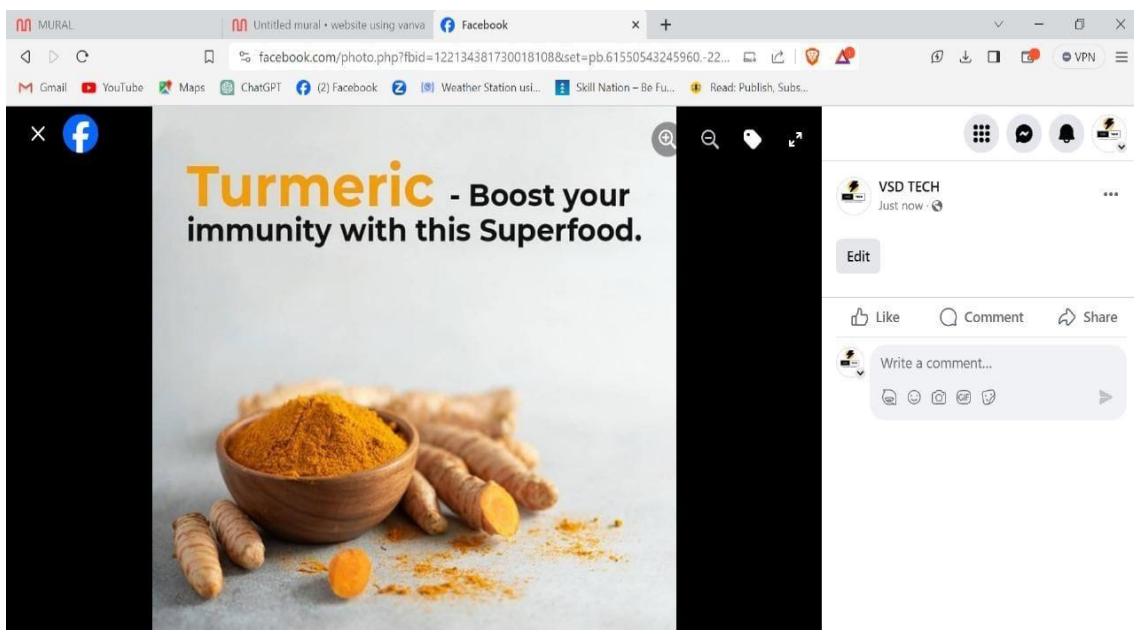 MURAL
Untitled mural • website using vanva
Facebook
facebook.com/photo.php?fbid=122134381730018108&set=pb.61550543245960.-22...
VPN
Gmail
YouTube
Maps
ChatGPT
(2) Facebook
Weather Station usi...
Skill Nation – Be Fu...
Read: Publish, Subs...
Turmeric - Boost your
immunity with this Superfood.
VSD TECH
Just now
Edit
Like
Comment
Share
Write a comment...
GIF